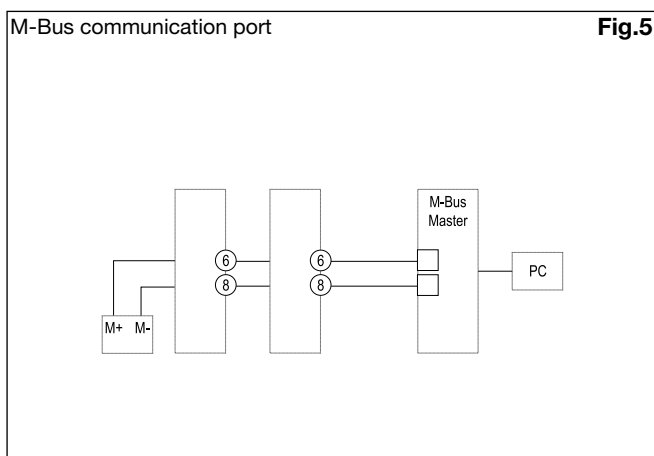 M-Bus communication port
Fig.5
M-Bus
Master
6
6
8
8
PC
M+ M-